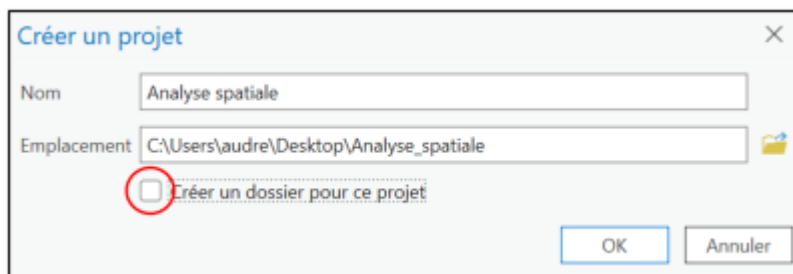 Créer un projet
Nom Analyse spatiale
Emplacement C:\Users\audre\Desktop\Analyse_spatiale
Créer un dossier pour ce projet
OK Annuler